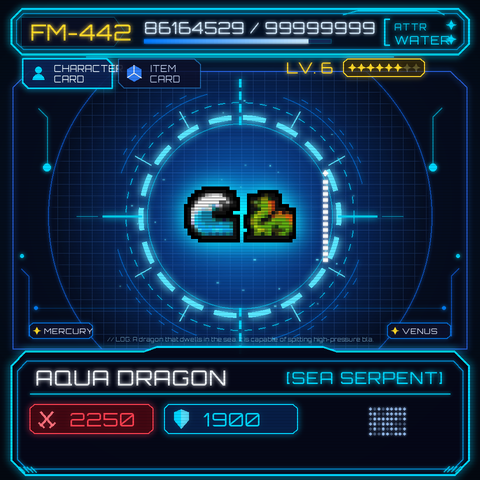 FM-442
86164529 / 99999999
ATTR
WATER
CHARACTER
CARD
ITEM
CARD
LV. 6
MERCURY
VENUS
// LOG: A dragon that dwells in the sea. It is capable of spitting high-pressure bla
AQUA DRAGON
[SEA SERPENT]
2250
1900